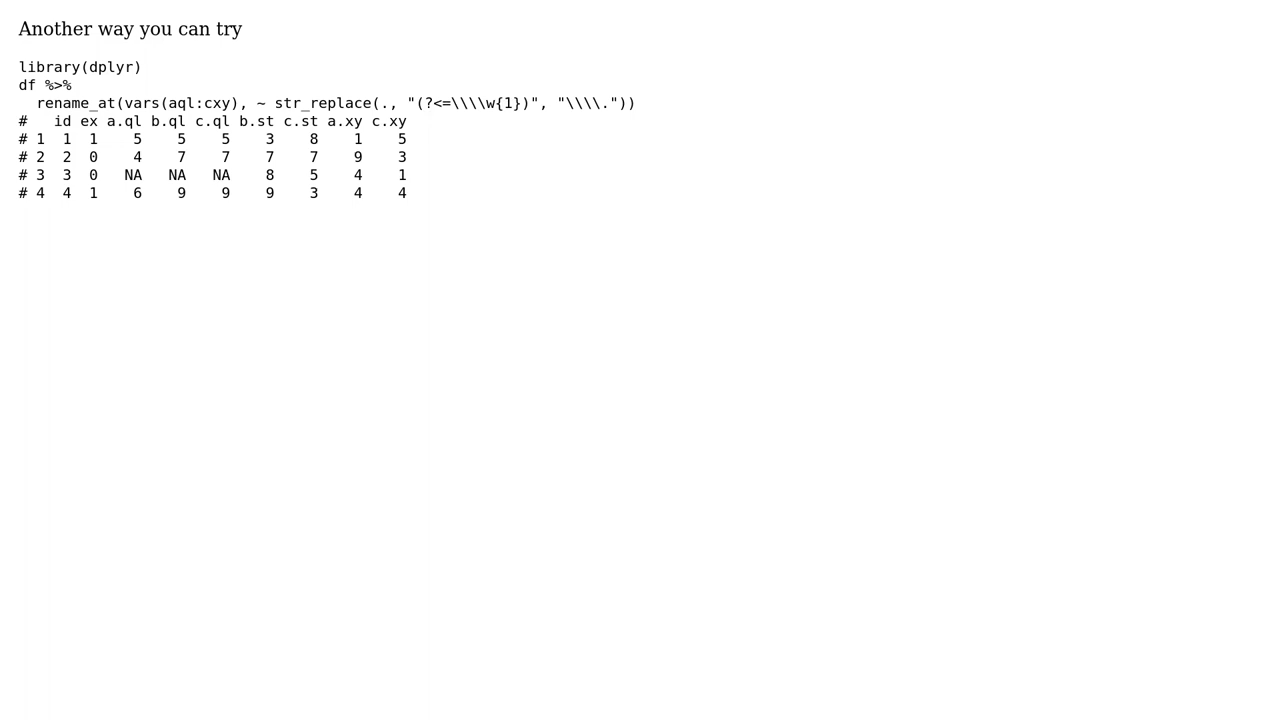 Another way you can try
library(dplyr)
df %>%
  rename_at(vars(aql:cxy), ~ str_replace(., "(?<=\\\\w{1})", "\\\\."))
#   id ex a.ql b.ql c.ql b.st c.st a.xy c.xy
# 1  1  1    5    5    5    3    8    1    5
# 2  2  0    4    7    7    7    7    9    3
# 3  3  0   NA   NA   NA    8    5    4    1
# 4  4  1    6    9    9    9    3    4    4